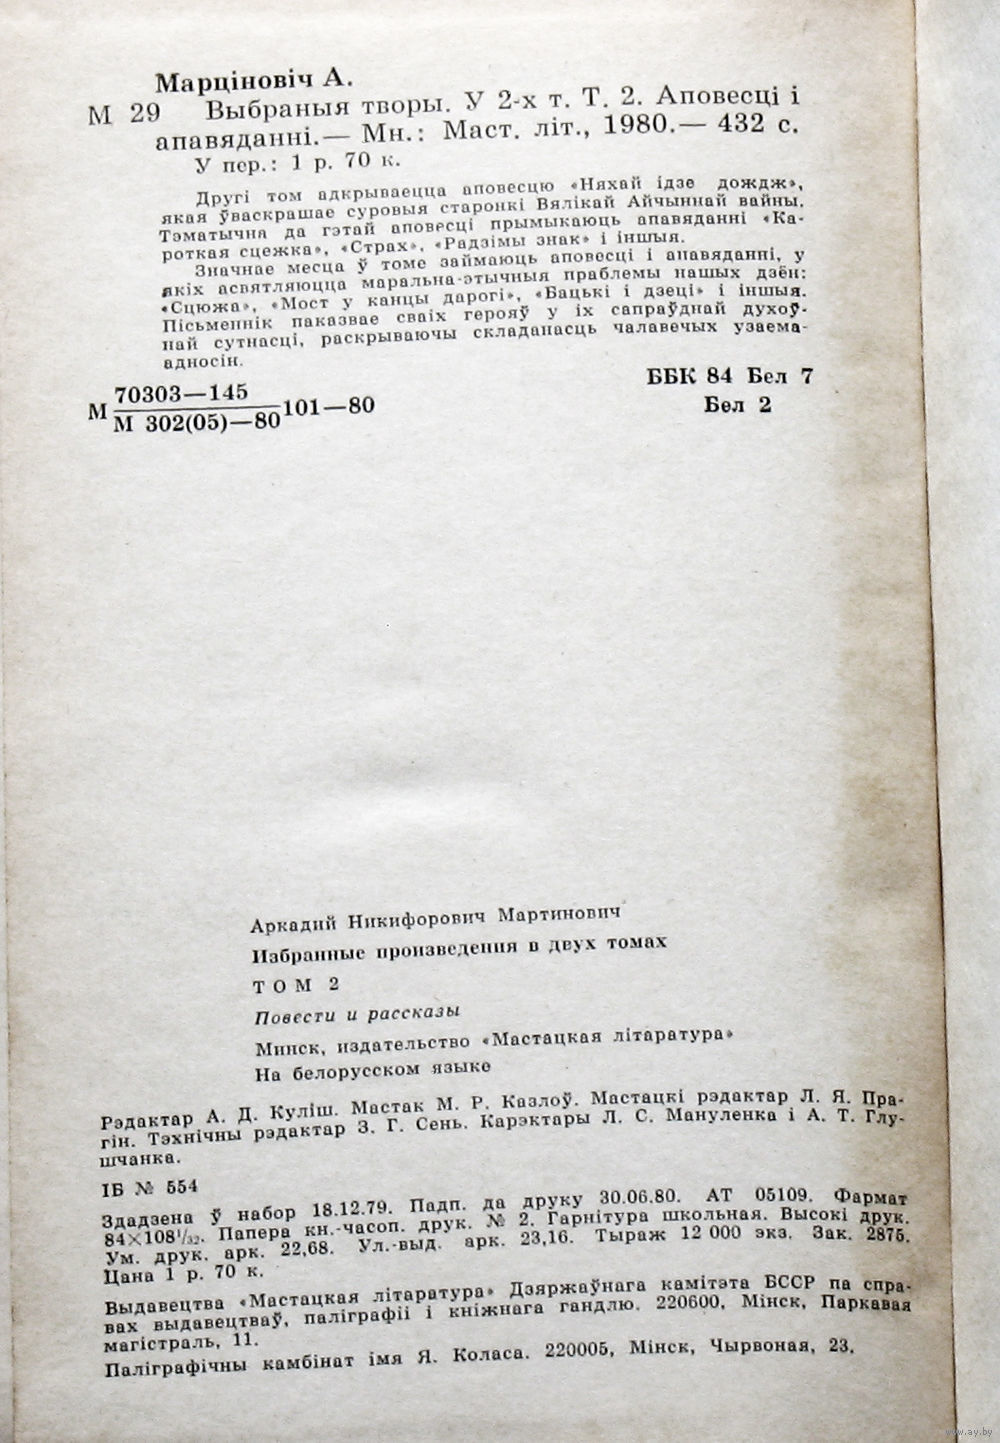 Марціновіч А.
М 29 Выбраныя творы. У 2-х т. Т. 2. Аповесці і
апавяданні.— Мн.: Маст. літ., 1980.— 432 с.
У пер.: 1 р. 70 к.
Другі том адкрываецца аповесцю «Няхай ідзе дождж»,
якая ўваскрашае суровыя старонкі Вялікай Айчыннай вайны.
Тэматычна да гэтай аповесці прымыкаюць апавяданні «Ка-
роткая сцежка», «Страх», «Радзімы знак» і іншыя.
Значнае месца ў томе займаюць аповесці і апавяданні, у
якіх асвятляюцца маральна-этычныя праблемы нашых дзён:
«Сцюжа», «Мост у канцы дарогі», «Бацькі і дзеці» і іншыя.
Пісьменнік паказвае сваіх герояў у іх сапраўднай духоў-
най сутнасці, раскрываючы складанасць чалавечых узаема-
адносін.
М 70303—145
М 302(05)—80 101—80
ББК 84 Бел 7
Бел 2
Аркадий Никифорович Мартинович
Избранные произведения в двух томах
ТОМ 2
Повести и рассказы
Минск, издательство «Мастацкая літаратура»
На белорусском языке
Рэдактар А. Д. Куліш. Мастак М. Р. Казлоў. Мастацкі рэдактар Л. Я. Пра-
гін. Тэхнічны рэдактар З. Г. Сень. Карэктары Л. С. Мануленка і А. Т. Глу-
шчанка.
ІБ № 554
Здадзена ў набор 18.12.79. Падп. да друку 30.06.80. АТ 05109. Фармат
84×108¹/₃₂. Папера кн.-часоп. друк. № 2. Гарнітура школьная. Высокі друк.
Ум. друк. арк. 22,68. Ул.-выд. арк. 23,16. Тыраж 12 000 экз. Зак. 2875.
Цана 1 р. 70 к.
Выдавецтва «Мастацкая літаратура» Дзяржаўнага камітэта БССР па спра-
вах выдавецтваў, паліграфіі і кніжнага гандлю. 220600, Мінск, Паркавая
магістраль, 11.
Паліграфічны камбінат імя Я. Коласа. 220005, Мінск, Чырвоная, 23.
www.ay.by